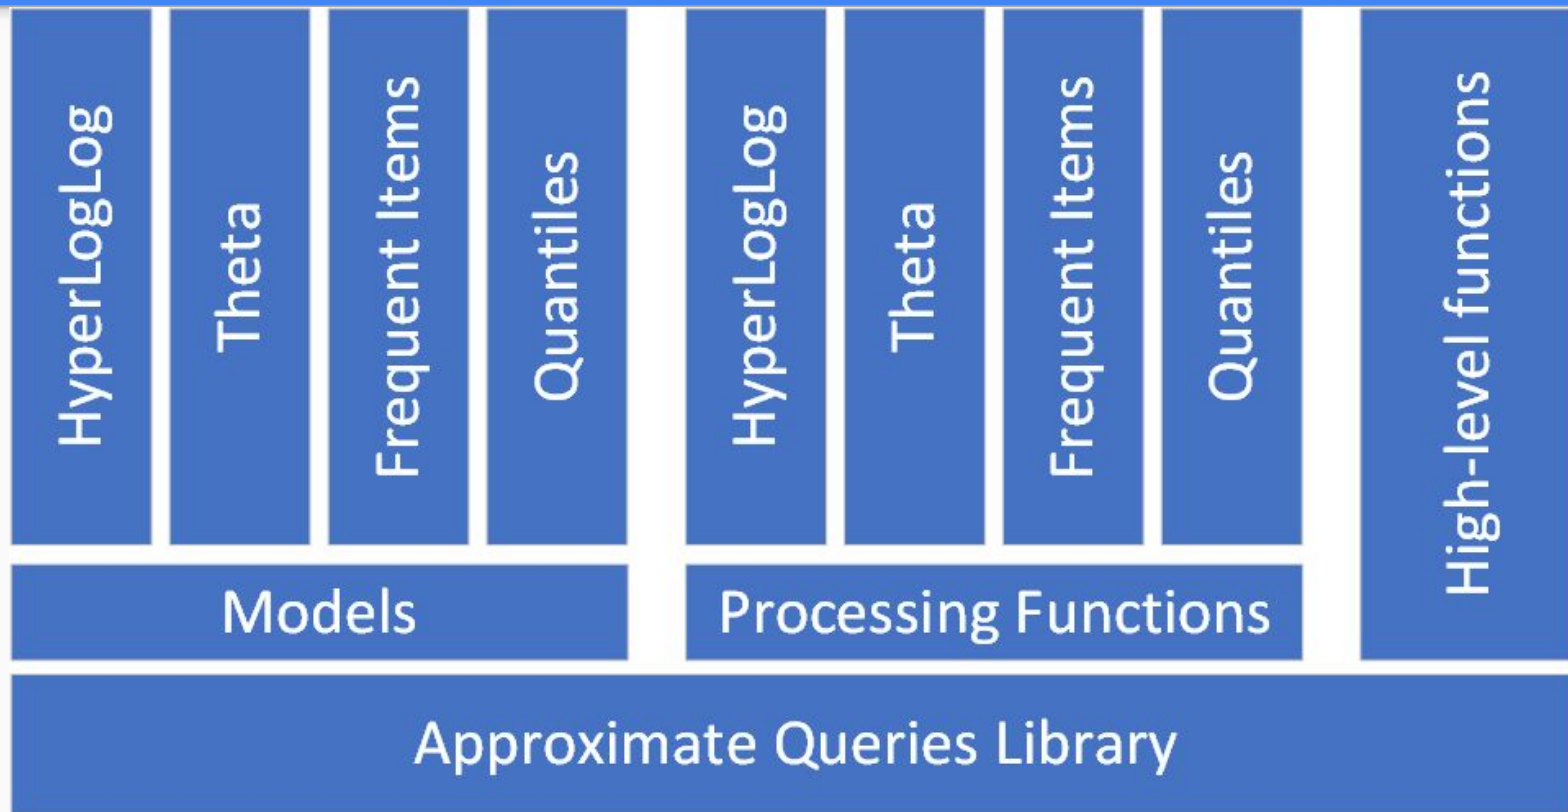 HyperLogLog
Theta
Frequent Items
Quantiles
HyperLogLog
Theta
Frequent Items
Quantiles
High-level functions
Models
Processing Functions
Approximate Queries Library